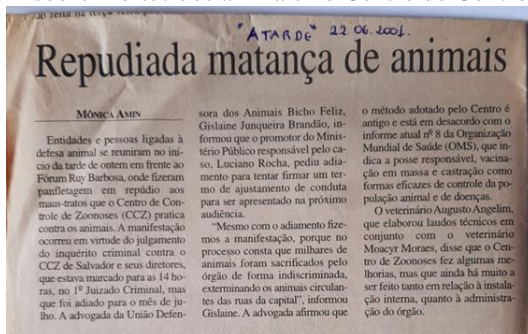 "ATARDE" 22.06.2001.
Repudiada matança de animais
MÔNICA AMIN
Entidades e pessoas ligadas à
defesa animal se reuniram no iní-
cio da tarde de ontem em frente ao
Fórum Ruy Barbosa, onde fizeram
panfletagem em repúdio aos
maus-tratos que o Centro de Con-
trole de Zoonoses (CCZ) pratica
contra os animais. A manifestação
ocorreu em virtude do julgamento
do inquérito criminal contra o
CCZ de Salvador e seus diretores,
que estava marcado para as 14 ho-
ras, no 1º Juizado Criminal, mas
que foi adiado para o mês de ju-
lho. A advogada da União Defen-
sora dos Animais Bicho Feliz,
Gislaine Junqueira Brandão, in-
formou que o promotor do Minis-
tério Público responsável pelo ca-
so, Luciano Rocha, pediu adia-
mento para tentar firmar um ter-
mo de ajustamento de conduta
para ser apresentado na próximo
audiência.
"Mesmo com o adiamento fize-
mos a manifestação, porque no
processo consta que milhares de
animais foram sacrificados pelo
órgão de forma indiscriminada,
exterminando os animais circulan-
tes das ruas da capital", informou
Gislaine. A advogada afirmou que
o método adotado pelo Centro é
antigo e está em desacordo com o
informe atual nº 8 da Organização
Mundial de Saúde (OMS), que in-
dica a posse responsável, vacina-
ção em massa e castração como
formas eficazes de controle da po-
pulação animal e de doenças.
O veterinário Augusto Angelim,
que elaborou laudos técnicos em
conjunto com o veterinário
Moacyr Moraes, disse que o Cen-
tro de Zoonoses fez algumas me-
lhorias, mas que ainda há muito a
ser feito tanto em relação à instala-
ção interna, quanto à administra-
ção do órgão.